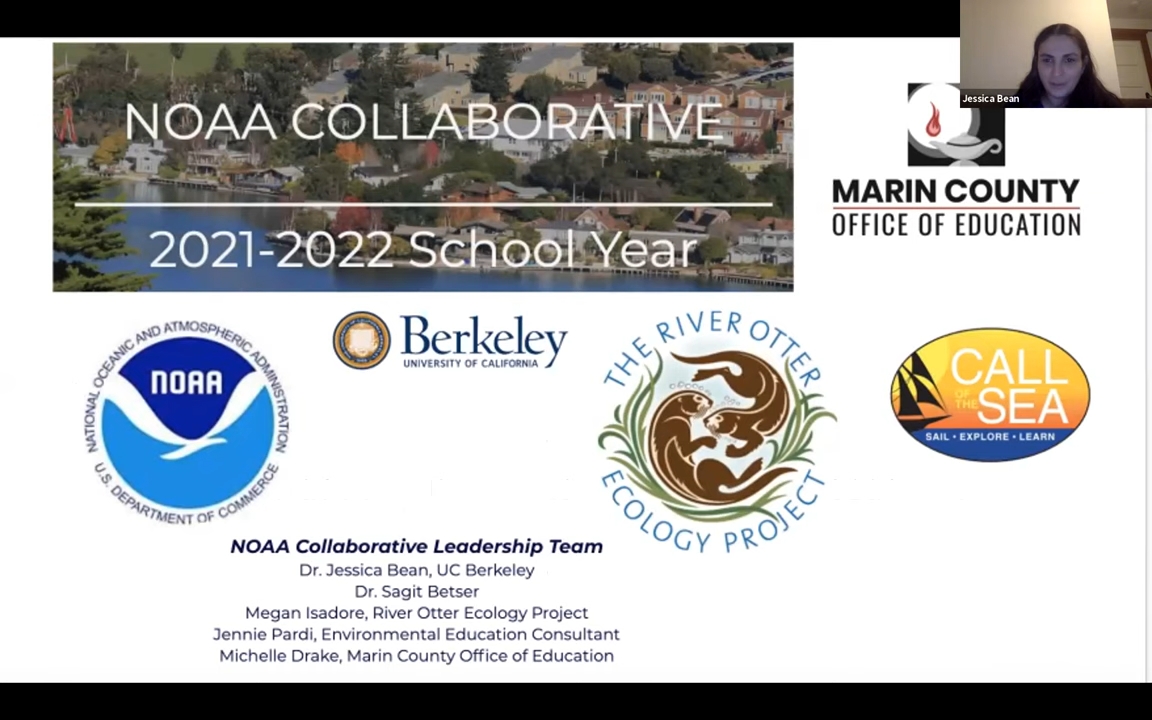 Jessica Bean
NOAA COLLABORATIVE
2021-2022 School Year
MARIN COUNTY
OFFICE OF EDUCATION
NATIONAL OCEANIC AND ATMOSPHERIC ADMINISTRATION
NOAA
U.S. DEPARTMENT OF COMMERCE
Berkeley
UNIVERSITY OF CALIFORNIA
THE RIVER OTTER
ECOLOGY PROJECT
CALL
OF THE
SEA
SAIL • EXPLORE • LEARN
NOAA Collaborative Leadership Team
Dr. Jessica Bean, UC Berkeley
Dr. Sagit Betser
Megan Isadore, River Otter Ecology Project
Jennie Pardi, Environmental Education Consultant
Michelle Drake, Marin County Office of Education